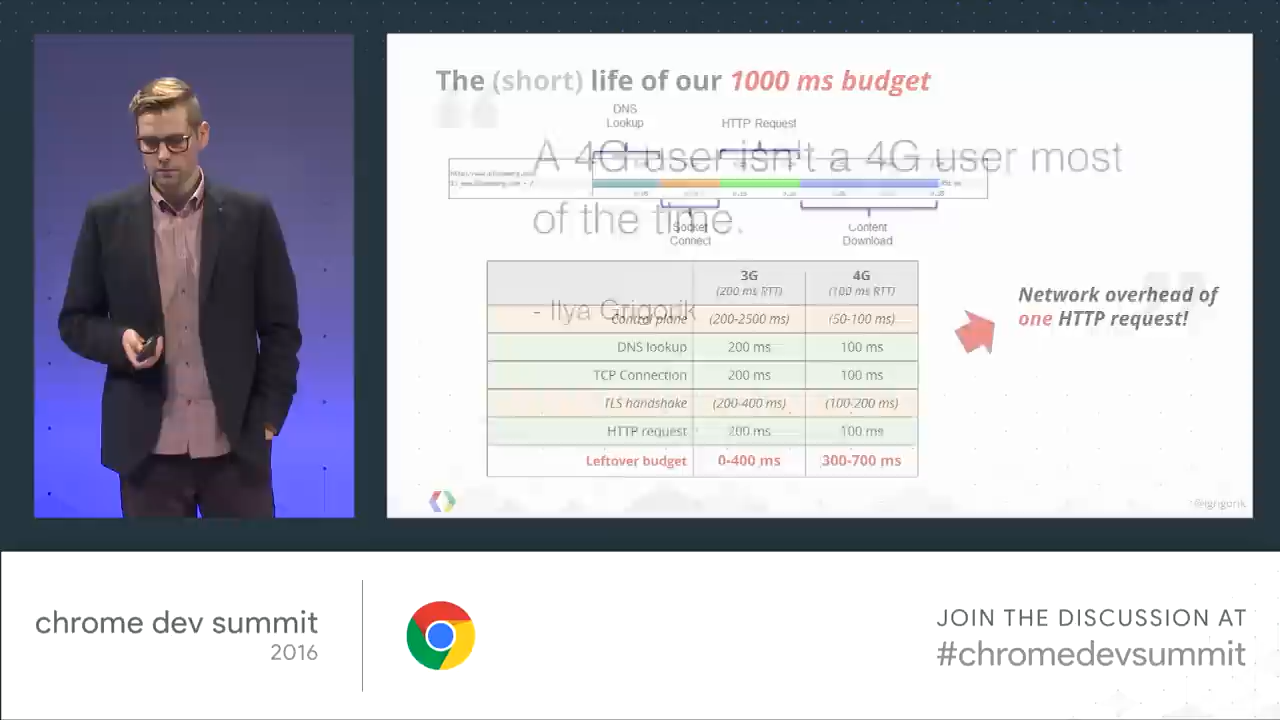 The (short) life of our 1000 ms budget
DNS
Lookup
HTTP Request
A 4G user isn't a 4G user most
of the time.
Socket
Connect
Content
Download
- Ilya Grigorik
3G 4G
(200 ms RTT) (100 ms RTT)
Control plane (200-2500 ms) (50-100 ms)
DNS lookup 200 ms 100 ms
TCP Connection 200 ms 100 ms
TLS handshake (200-400 ms) (100-200 ms)
HTTP request 200 ms 100 ms
Leftover budget 0-400 ms 300-700 ms
Network overhead of
one HTTP request!
@igrigorik
chrome dev summit
2016
JOIN THE DISCUSSION AT
#chromedevsummit